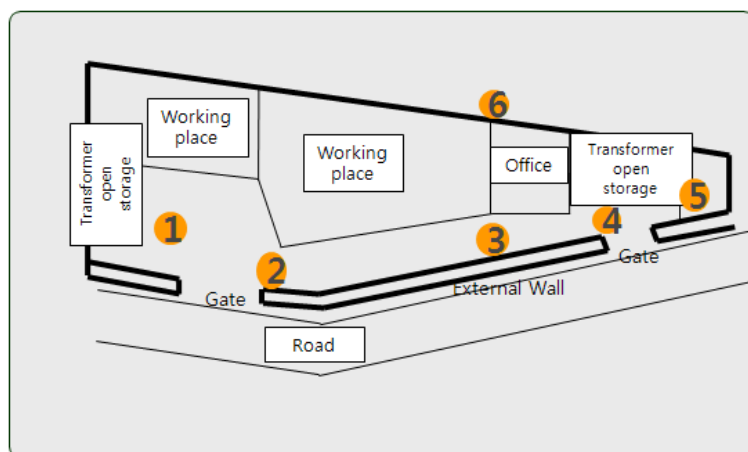 6
Working
place
Working
place
Office
Transformer
open
storage
Transformer
open
storage
5
1
4
3
2
Gate
External Wall
Gate
Road